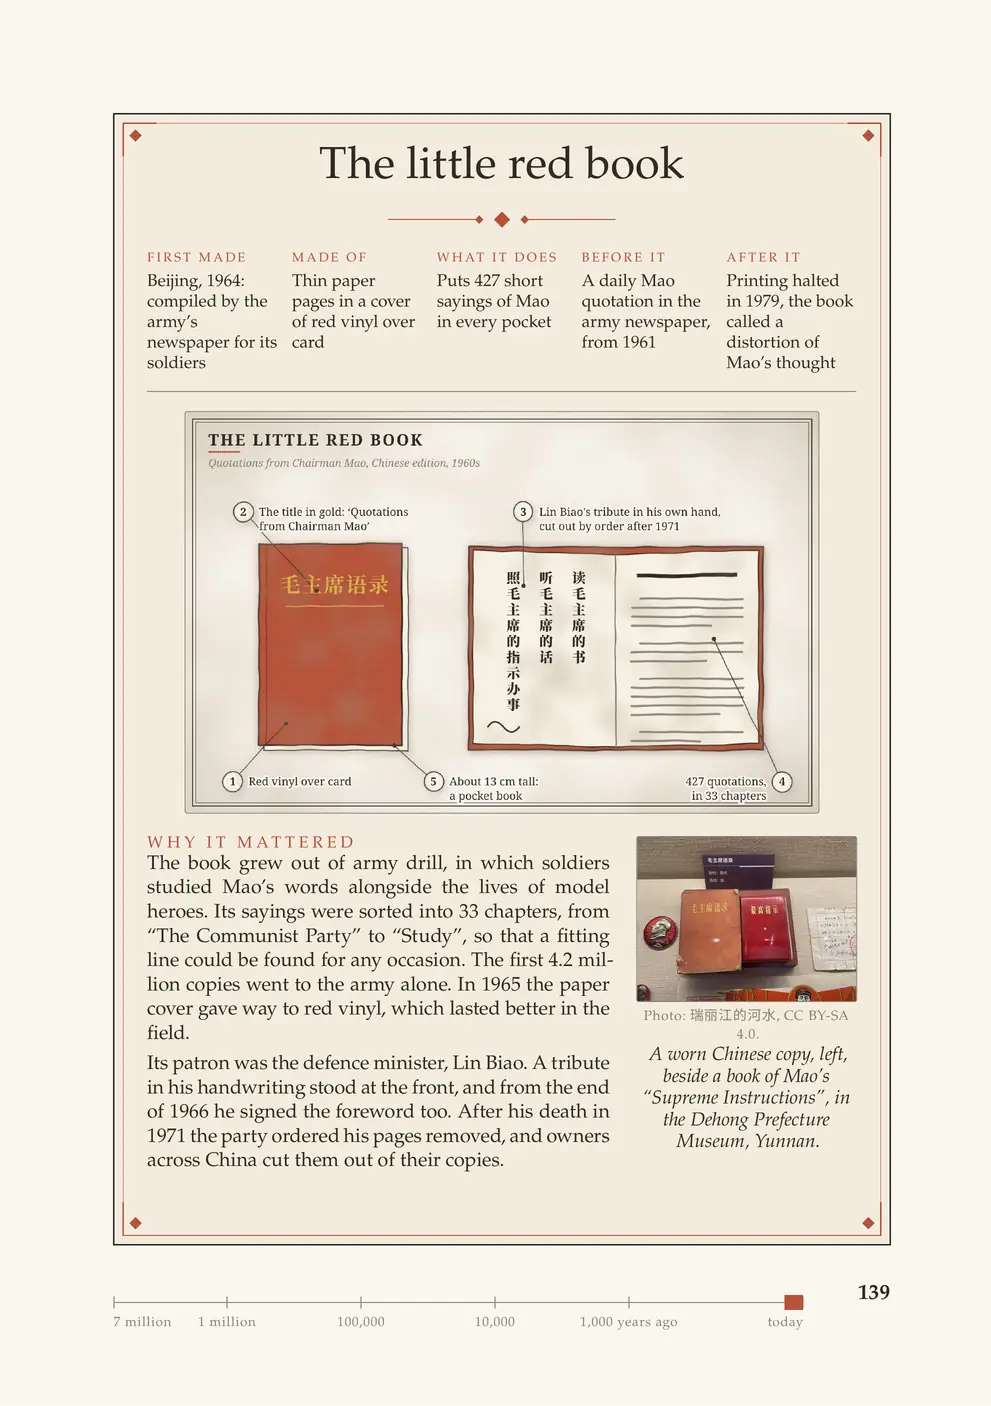 The little red book
FIRST MADE
Beijing, 1964:
compiled by the
army’s
newspaper for its
soldiers
MADE OF
Thin paper
pages in a cover
of red vinyl over
card
WHAT IT DOES
Puts 427 short
sayings of Mao
in every pocket
BEFORE IT
A daily Mao
quotation in the
army newspaper,
from 1961
AFTER IT
Printing halted
in 1979, the book
called a
distortion of
Mao’s thought
THE LITTLE RED BOOK
Quotations from Chairman Mao, Chinese edition, 1960s
2 The title in gold: ‘Quotations
from Chairman Mao’
3 Lin Biao's tribute in his own hand,
cut out by order after 1971
毛主席语录
读毛主席的书
听毛主席的话
照毛主席的指示办事
1 Red vinyl over card
5 About 13 cm tall:
a pocket book
427 quotations, 4
in 33 chapters
WHY IT MATTERED
The book grew out of army drill, in which soldiers
studied Mao’s words alongside the lives of model
heroes. Its sayings were sorted into 33 chapters, from
“The Communist Party” to “Study”, so that a fitting
line could be found for any occasion. The first 4.2 mil-
lion copies went to the army alone. In 1965 the paper
cover gave way to red vinyl, which lasted better in the
field.
Its patron was the defence minister, Lin Biao. A tribute
in his handwriting stood at the front, and from the end
of 1966 he signed the foreword too. After his death in
1971 the party ordered his pages removed, and owners
across China cut them out of their copies.
毛主席语录
毛主席语录
最高指示
Photo: 瑞丽江的河水, CC BY-SA
4.0.
A worn Chinese copy, left,
beside a book of Mao’s
“Supreme Instructions”, in
the Dehong Prefecture
Museum, Yunnan.
139
7 million
1 million
100,000
10,000
1,000 years ago
today